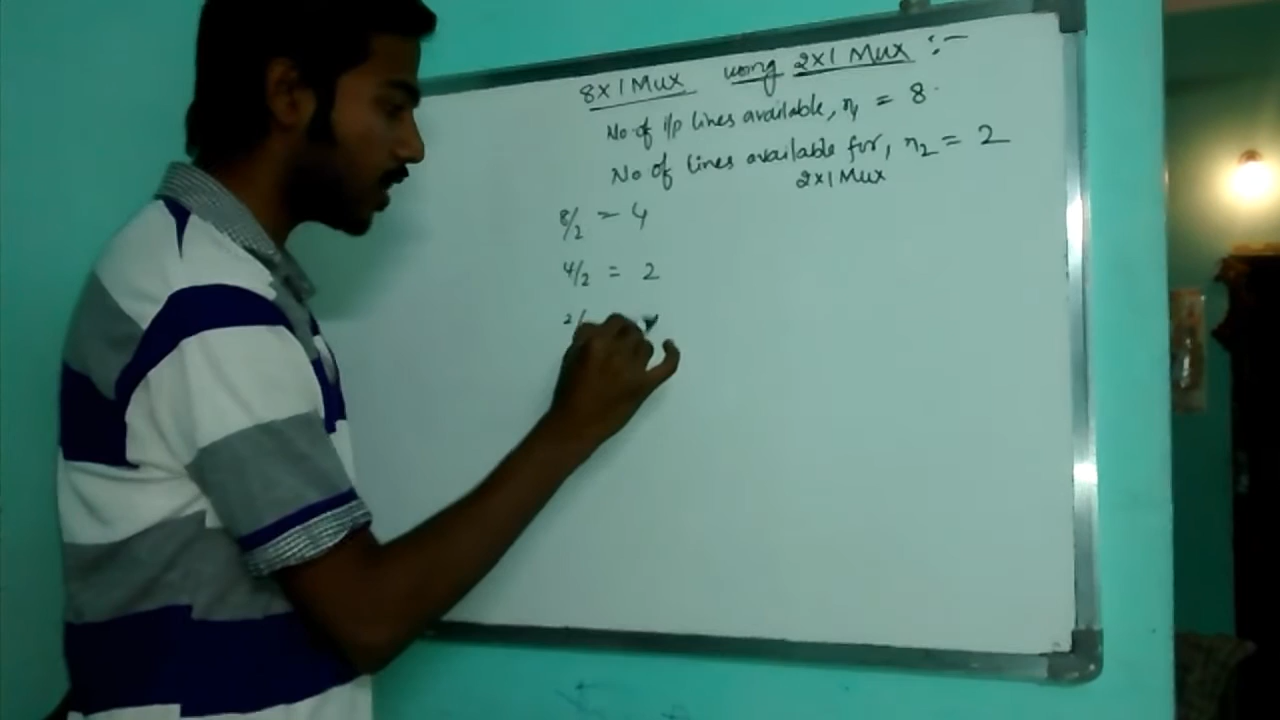 8x1 Mux using 2x1 Mux :-
No of i/p lines available, n1 = 8.
No of lines available for, n2 = 2
2x1 Mux
8/2 = 4
4/2 = 2
2/